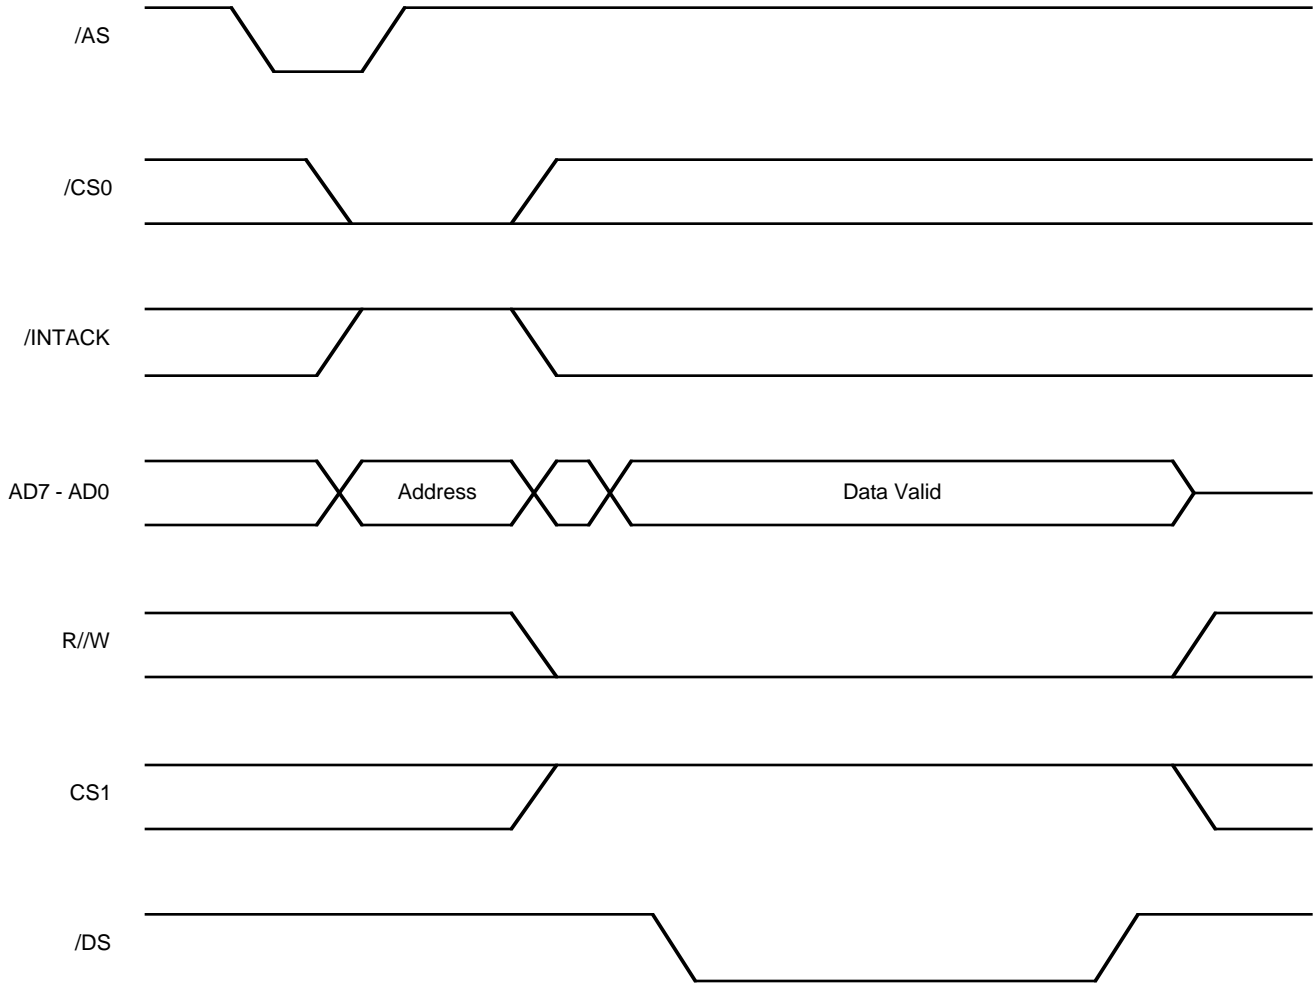 /AS
/CS0
/INTACK
AD7 - AD0 Address Data Valid
R//W
CS1
/DS